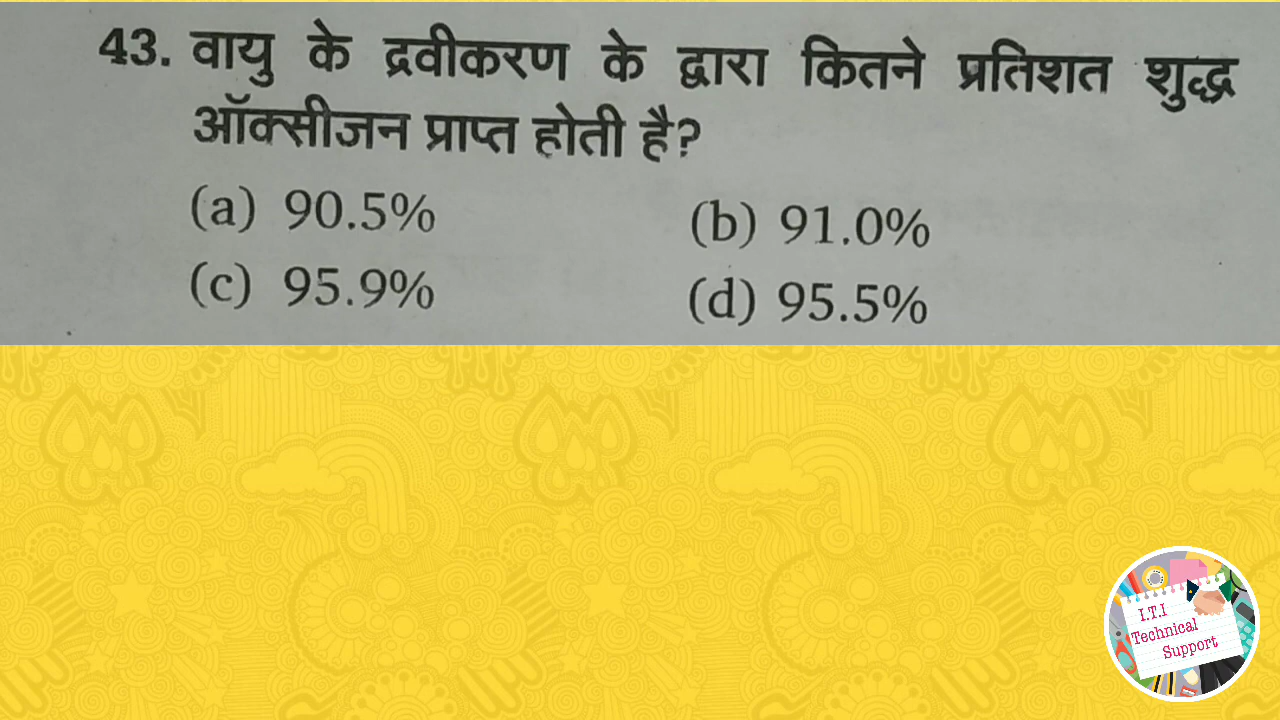 43. वायु के द्रवीकरण के द्वारा कितने प्रतिशत शुद्ध
ऑक्सीजन प्राप्त होती है?
(a) 90.5% (b) 91.0%
(c) 95.9% (d) 95.5%
I.T.I
Technical
Support